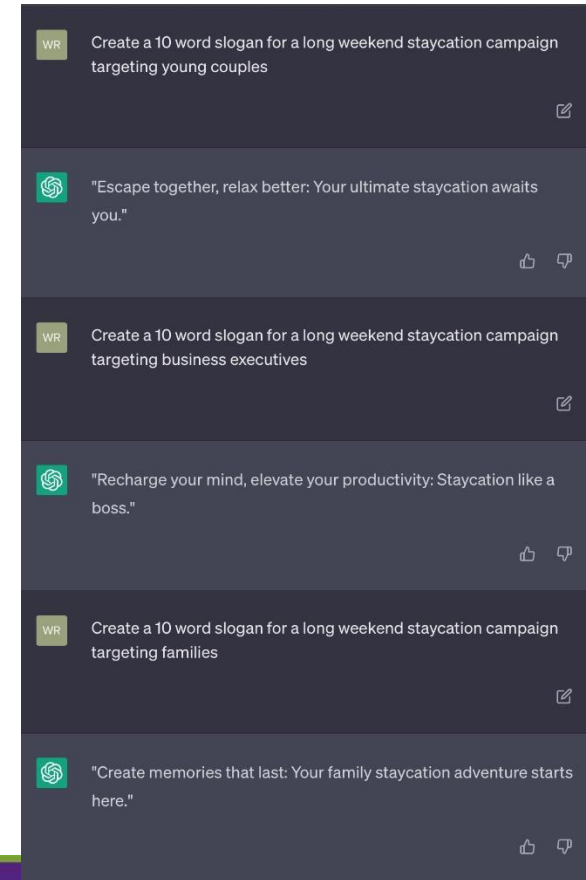 WR
Create a 10 word slogan for a long weekend staycation campaign
targeting young couples
"Escape together, relax better: Your ultimate staycation awaits
you."
WR
Create a 10 word slogan for a long weekend staycation campaign
targeting business executives
"Recharge your mind, elevate your productivity: Staycation like a
boss."
WR
Create a 10 word slogan for a long weekend staycation campaign
targeting families
"Create memories that last: Your family staycation adventure starts
here."